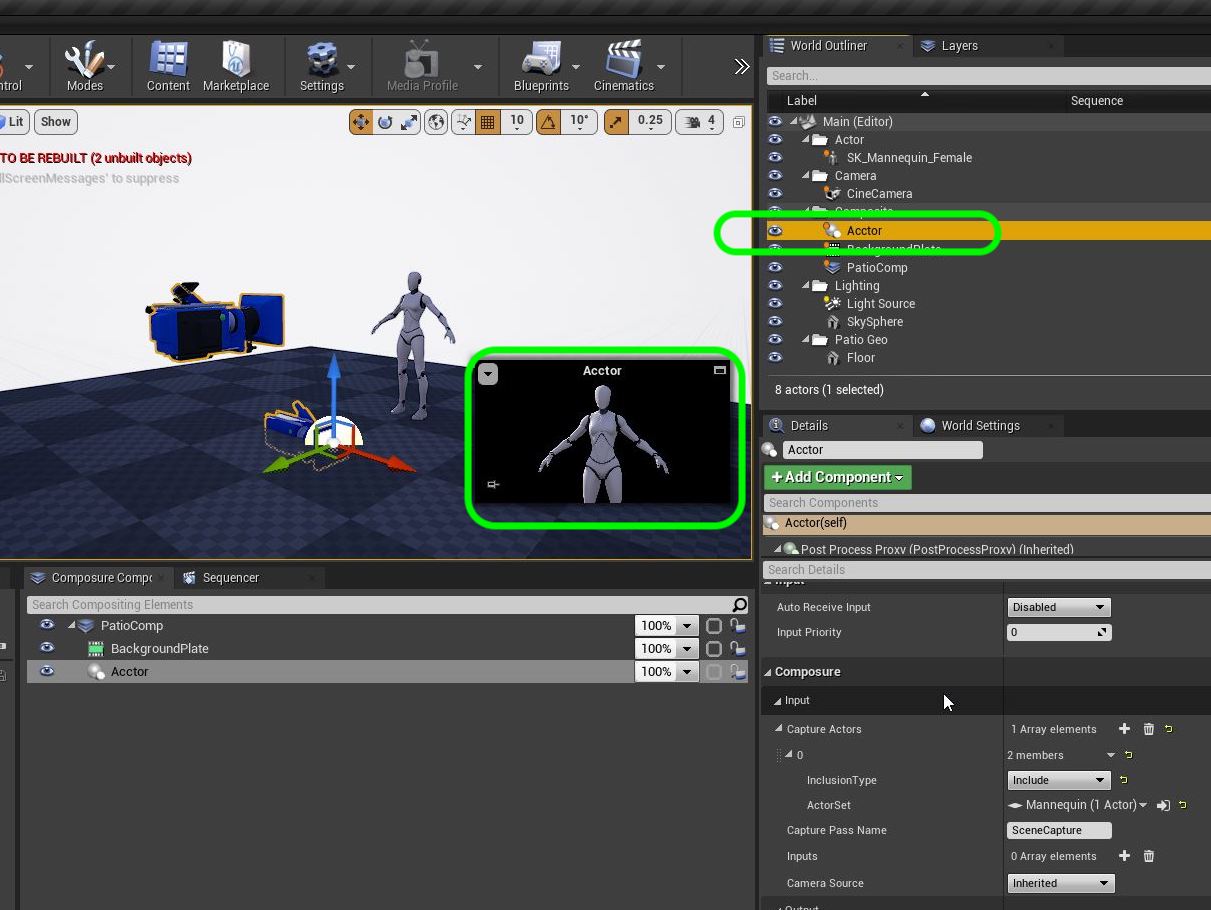 ntrol
Modes
Content
Marketplace
Settings
Media Profile
Blueprints
Cinematics
Lit
Show
10
10°
0.25
4
TO BE REBUILT (2 unbuilt objects)
llScreenMessages' to suppress
Acctor
World Outliner
Layers
Search...
Label
Sequence
Main (Editor)
Actor
SK_Mannequin_Female
Camera
CineCamera
Composite
Acctor
BackgroundPlate
PatioComp
Lighting
Light Source
SkySphere
Patio Geo
Floor
8 actors (1 selected)
Details
World Settings
Acctor
+Add Component
Search Components
Acctor(self)
Post Process Proxy (PostProcessProxy) (Inherited)
Search Details
Input
Auto Receive Input
Disabled
Input Priority
0
Composure
Input
Capture Actors
1 Array elements
0
2 members
InclusionType
Include
ActorSet
Mannequin (1 Actor)
Capture Pass Name
SceneCapture
Inputs
0 Array elements
Camera Source
Inherited
Output
Composure Compo
Sequencer
Search Compositing Elements
PatioComp
100%
BackgroundPlate
100%
Acctor
100%